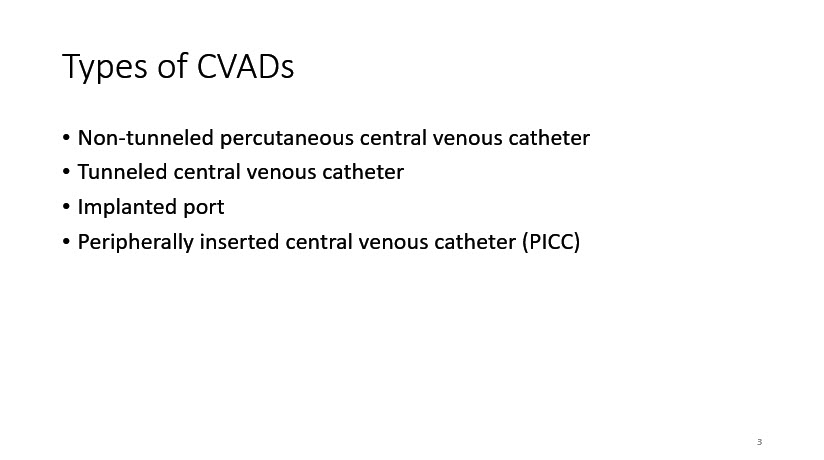 Types of CVADs
• Non-tunneled percutaneous central venous catheter
• Tunneled central venous catheter
• Implanted port
• Peripherally inserted central venous catheter (PICC)
3